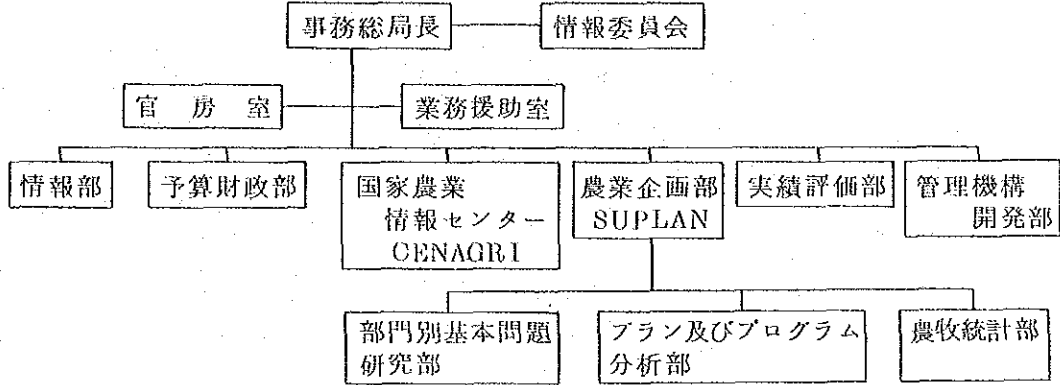 事務総局長
情報委員会
官房室
業務援助室
情報部
予算財政部
国家農業
情報センター
CENAGRI
農業企画部
SUPLAN
実績評価部
管理機構
開発部
部門別基本問題
研究部
プラン及びプログラム
分析部
農牧統計部